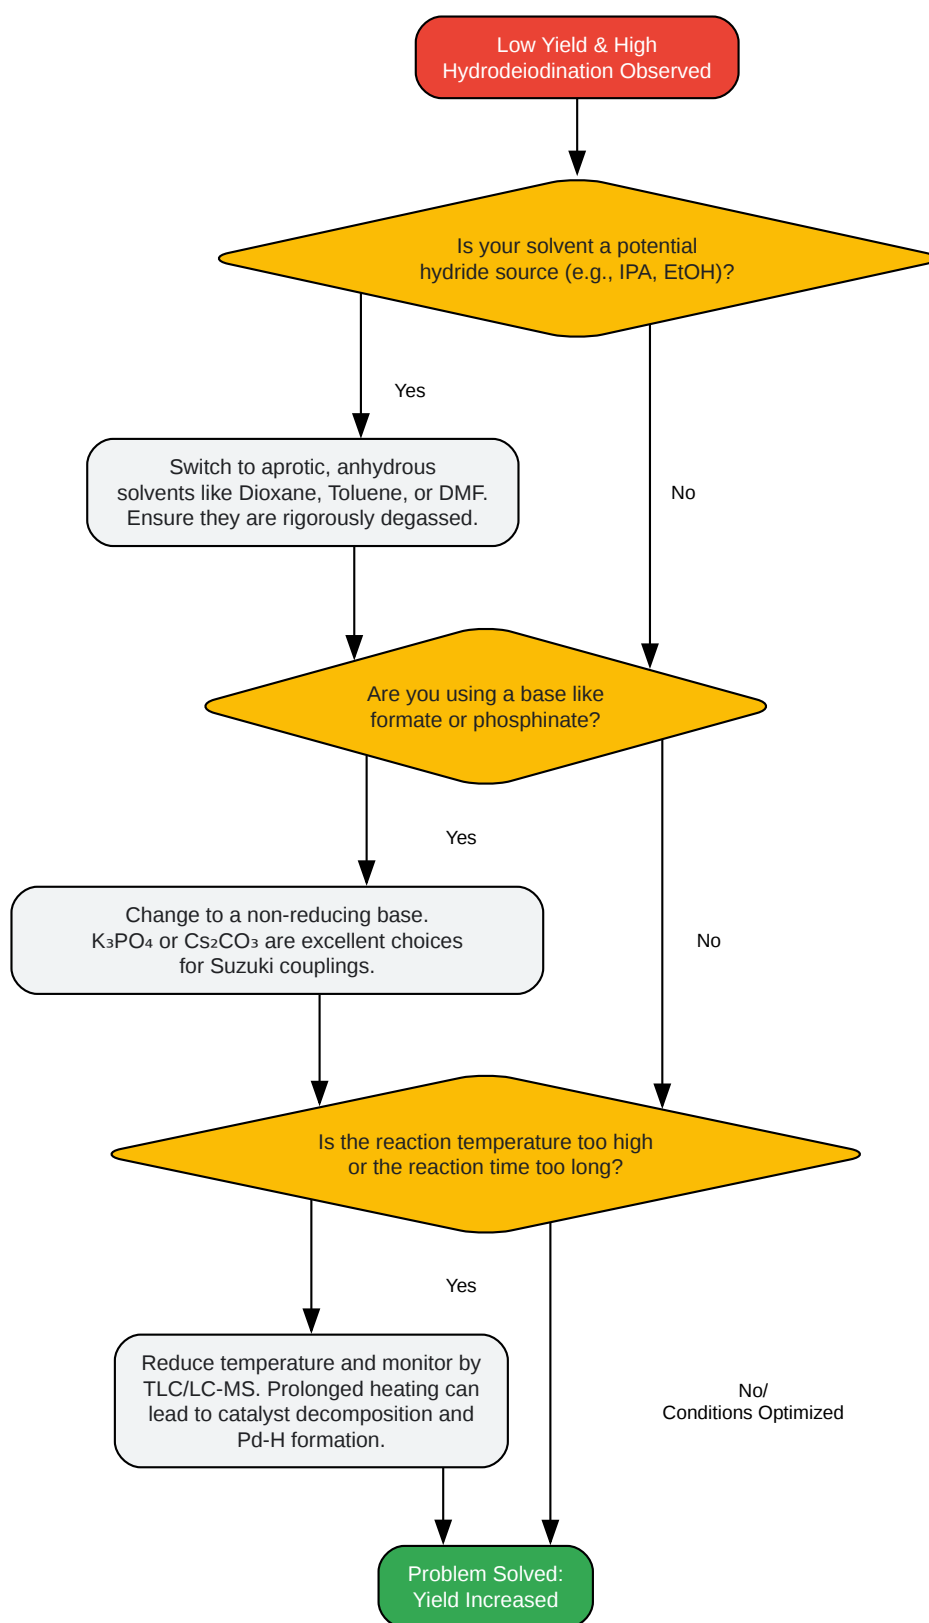 Low Yield & High
Hydrodeiodination Observed
Is your solvent a potential
hydride source (e.g., IPA, EtOH)?
Yes
Switch to aprotic, anhydrous
solvents like Dioxane, Toluene, or DMF.
Ensure they are rigorously degassed.
No
Are you using a base like
formate or phosphinate?
Yes
Change to a non-reducing base.
K₃PO₄ or Cs₂CO₃ are excellent choices
for Suzuki couplings.
No
Is the reaction temperature too high
or the reaction time too long?
Yes
Reduce temperature and monitor by
TLC/LC-MS. Prolonged heating can
lead to catalyst decomposition and
Pd-H formation.
No/
Conditions Optimized
Problem Solved:
Yield Increased